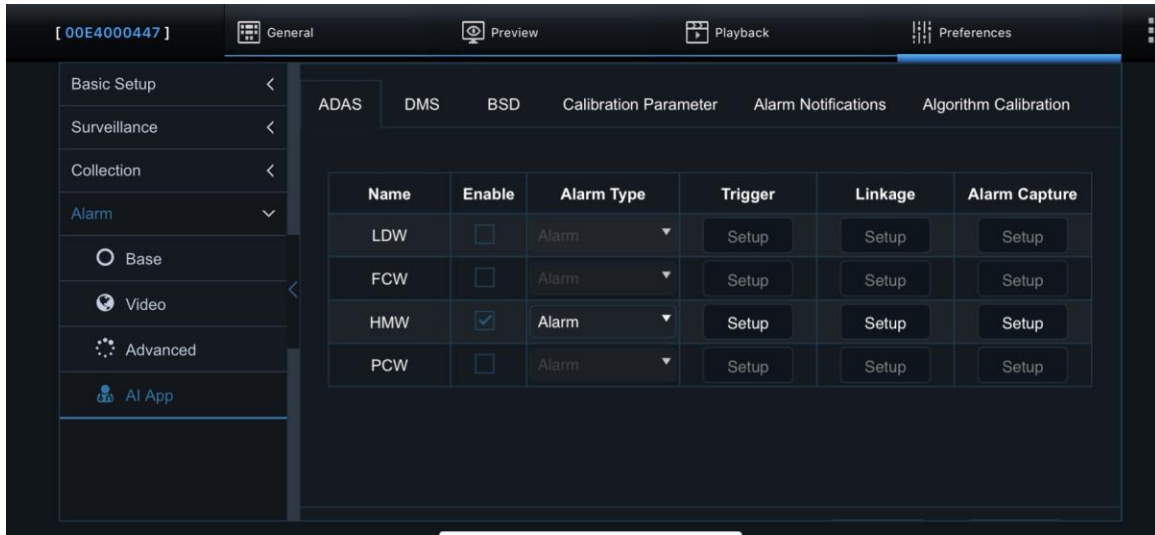 [ 00E4000447 ] General Preview Playback Preferences
Basic Setup
Surveillance
Collection
Alarm
Base
Video
Advanced
AI App
ADAS DMS BSD Calibration Parameter Alarm Notifications Algorithm Calibration
Name Enable Alarm Type Trigger Linkage Alarm Capture
LDW Alarm Setup Setup Setup
FCW Alarm Setup Setup Setup
HMW Alarm Setup Setup Setup
PCW Alarm Setup Setup Setup